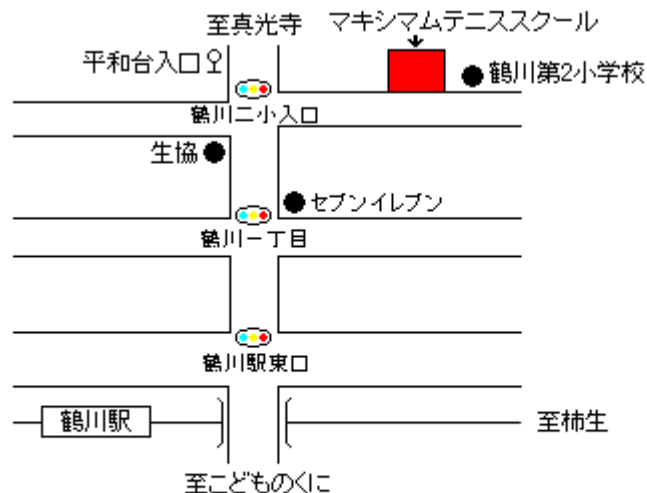 至真光寺
マキシマムテニススクール
平和台入口
鶴川第2小学校
鶴川二小入口
生協
セブンイレブン
鶴川一丁目
鶴川駅東口
鶴川駅
至柿生
至こどものくに